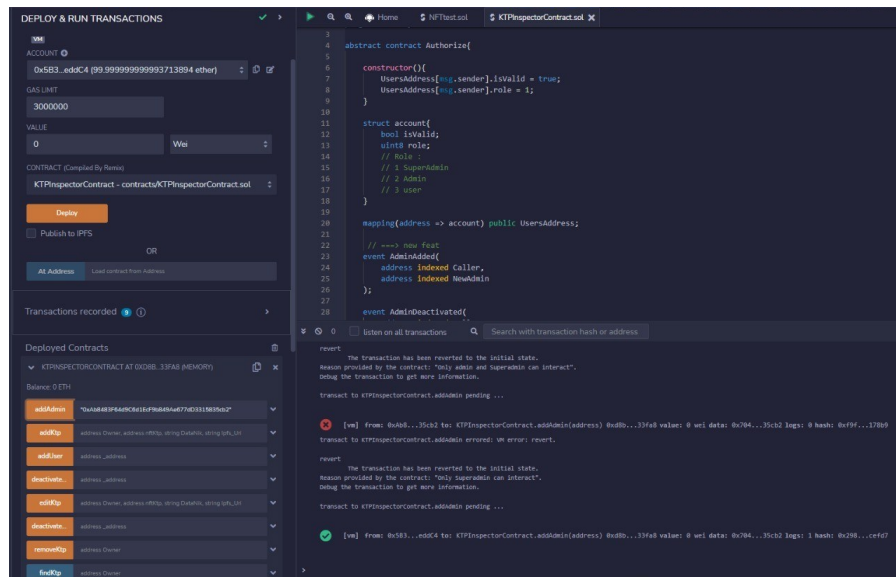 DEPLOY & RUN TRANSACTIONS
VM
ACCOUNT
0x5B3...eddC4 (99.999999999993713894 ether)
GAS LIMIT
3000000
VALUE
0
Wei
CONTRACT (Compiled By Remix)
KTPInspectorContract - contracts/KTPInspectorContract.sol
Deploy
Publish to IPFS
OR
At Address
Load contract from Address
Transactions recorded 9
Deployed Contracts
KTPINSPECTORCONTRACT AT 0XD8B...33FA8 (MEMORY)
Balance: 0 ETH
addAdmin
addKtp
address Owner, address nftKtp, string DataNik, string Ipfs_Url
addUser
address _address
deactivate...
address _address
editKtp
address Owner, address nftKtp, string DataNik, string Ipfs_Url
deactivate...
address _address
removeKtp
address Owner
findKtp
address Owner
Home
NFTtest.sol
KTPInspectorContract.sol
3
4 abstract contract Authorize{
5
6 constructor(){
7 UsersAddress[msg.sender].isValid = true;
8 UsersAddress[msg.sender].role = 1;
9 }
10
11 struct account{
12 bool isValid;
13 uint8 role;
14 // Role :
15 // 1 SuperAdmin
16 // 2 Admin
17 // 3 user
18 }
19
20 mapping(address => account) public UsersAddress;
21
22 // ===> new feat
23 event AdminAdded(
24 address indexed Caller,
25 address indexed NewAdmin
26 );
27
28 event AdminDeactivated(
0
listen on all transactions
Search with transaction hash or address
revert
The transaction has been reverted to the initial state.
Reason provided by the contract: "Only admin and Superadmin can interact".
Debug the transaction to get more information.
transact to KTPInspectorContract.addAdmin pending ...
[vm] from: 0xAb8...35cb2 to: KTPInspectorContract.addAdmin(address) 0xd8b...33fa8 value: 0 wei data: 0x704...35cb2 logs: 0 hash: 0xf9f...178b9
transact to KTPInspectorContract.addAdmin errored: VM error: revert.
revert
The transaction has been reverted to the initial state.
Reason provided by the contract: "Only Superadmin can interact".
Debug the transaction to get more information.
transact to KTPInspectorContract.addAdmin pending ...
[vm] from: 0x5B3...eddC4 to: KTPInspectorContract.addAdmin(address) 0xd8b...33fa8 value: 0 wei data: 0x704...35cb2 logs: 1 hash: 0x298...cefd7
>